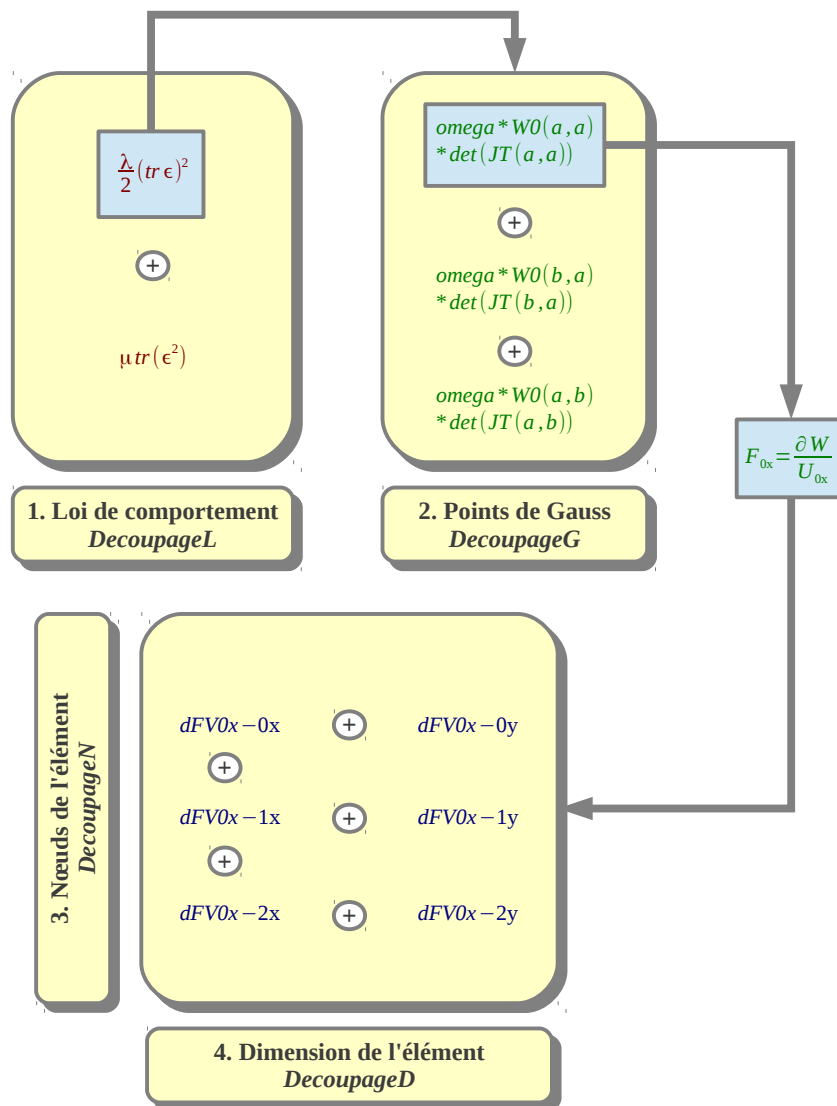 λ/2 (tr ϵ)²
+
μ tr(ϵ²)
1. Loi de comportement
DecoupageL
omega*W0(a,a)
*det(JT(a,a))
+
omega*W0(b,a)
*det(JT(b,a))
+
omega*W0(a,b)
*det(JT(a,b))
2. Points de Gauss
DecoupageG
F₀ₓ=∂W/U₀ₓ
3. Nœuds de l'élément
DecoupageN
dFV0x−0x + dFV0x−0y
+
dFV0x−1x + dFV0x−1y
+
dFV0x−2x + dFV0x−2y
4. Dimension de l'élément
DecoupageD